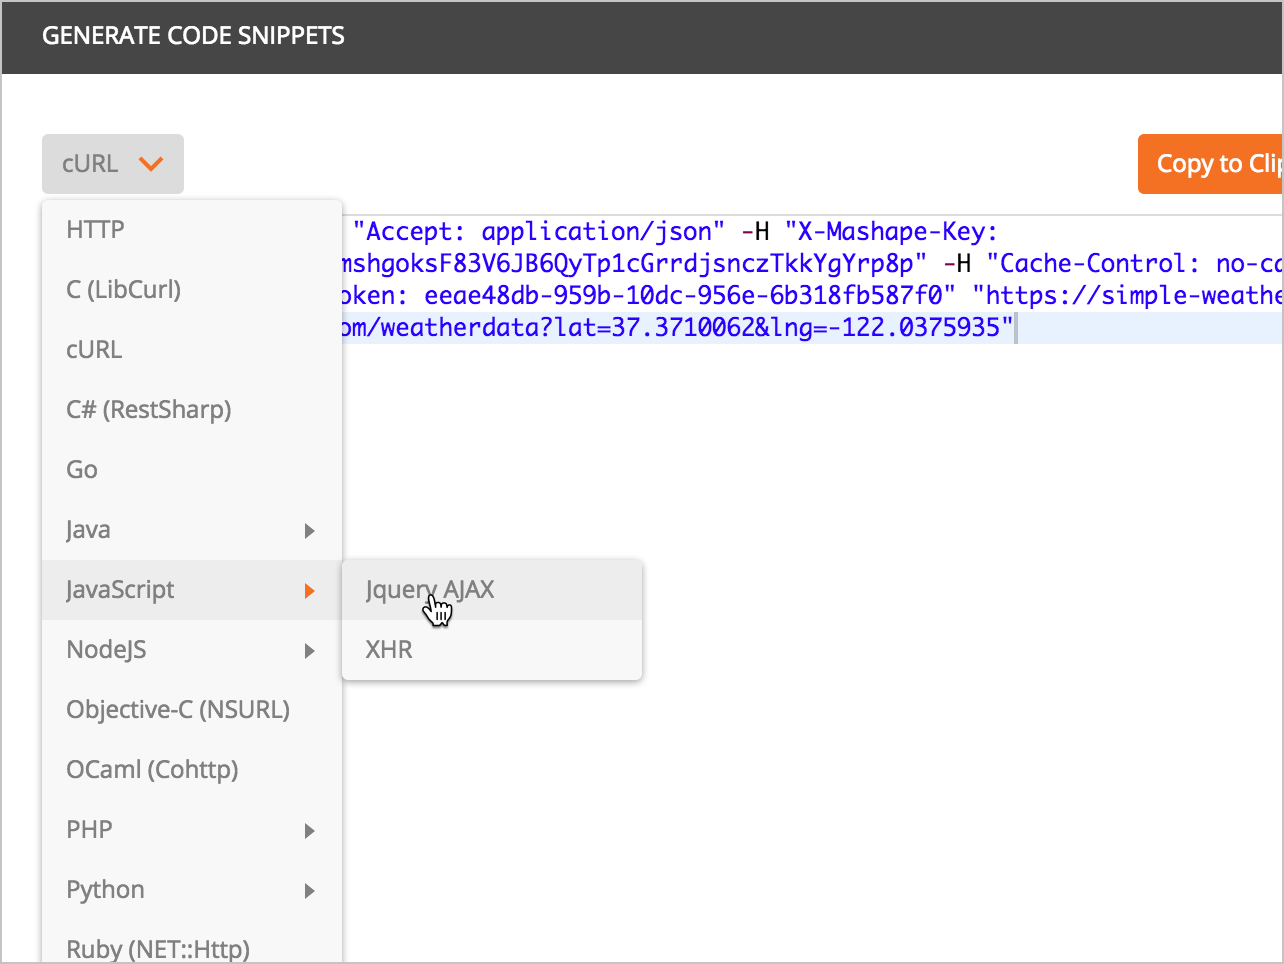 GENERATE CODE SNIPPETS
cURL
Copy to Clip
HTTP
C (LibCurl)
cURL
C# (RestSharp)
Go
Java
JavaScript
NodeJS
Objective-C (NSURL)
OCaml (Cohttp)
PHP
Python
Ruby (NET::Http)
Jquery AJAX
XHR
"Accept: application/json" -H "X-Mashape-Key:
mshgoksF83V6JB6QyTp1cGrrdjsnczTkkYgYrp8p" -H "Cache-Control: no-ca
oken: eeae48db-959b-10dc-956e-6b318fb587f0" "https://simple-weathe
om/weatherdata?lat=37.3710062&lng=-122.0375935"